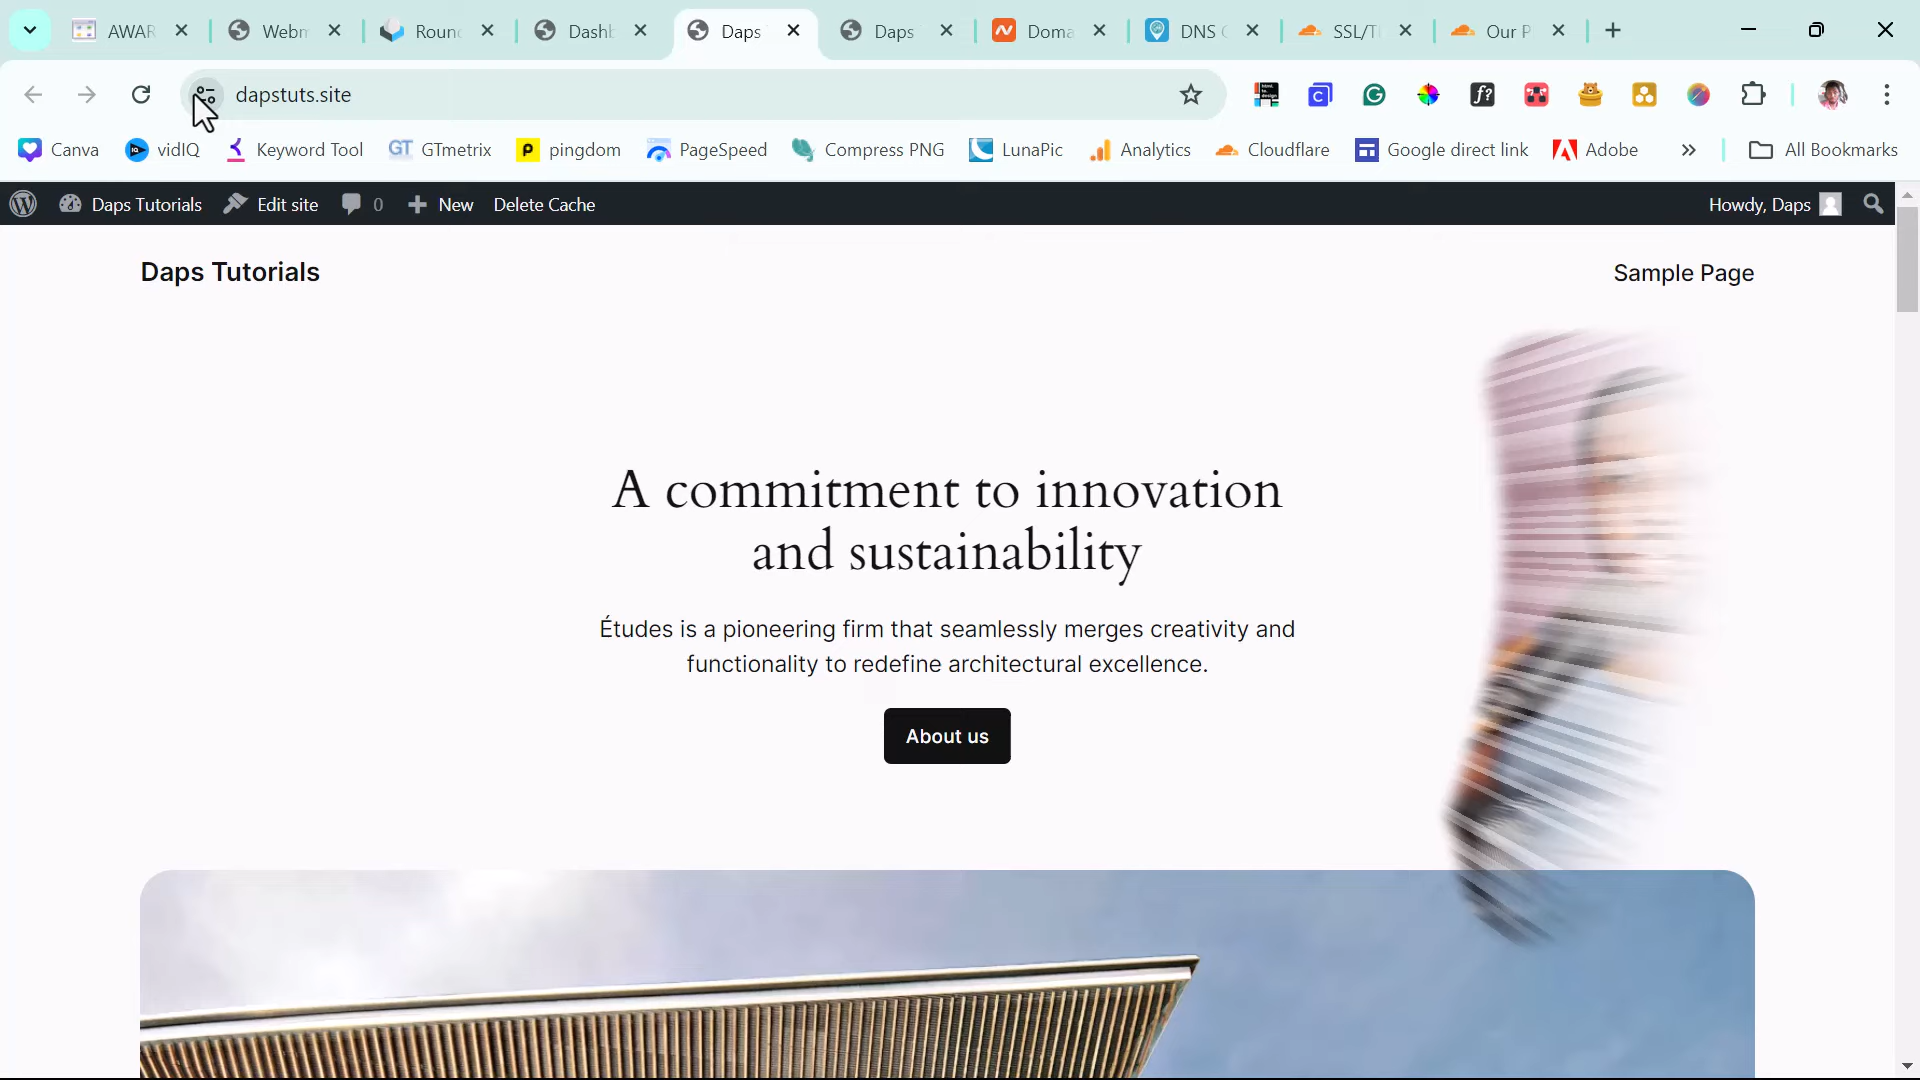 AWAR
Webm
Roun
Dashb
Daps
Daps
Doma
DNS C
SSL/T
Our P
dapstuts.site
Canva
vidIQ
Keyword Tool
GT GTmetrix
pingdom
PageSpeed
Compress PNG
LunaPic
Analytics
Cloudflare
Google direct link
Adobe
All Bookmarks
Daps Tutorials
Edit site
0
New
Delete Cache
Howdy, Daps
Daps Tutorials
Sample Page
A commitment to innovation
and sustainability
Études is a pioneering firm that seamlessly merges creativity and
functionality to redefine architectural excellence.
About us